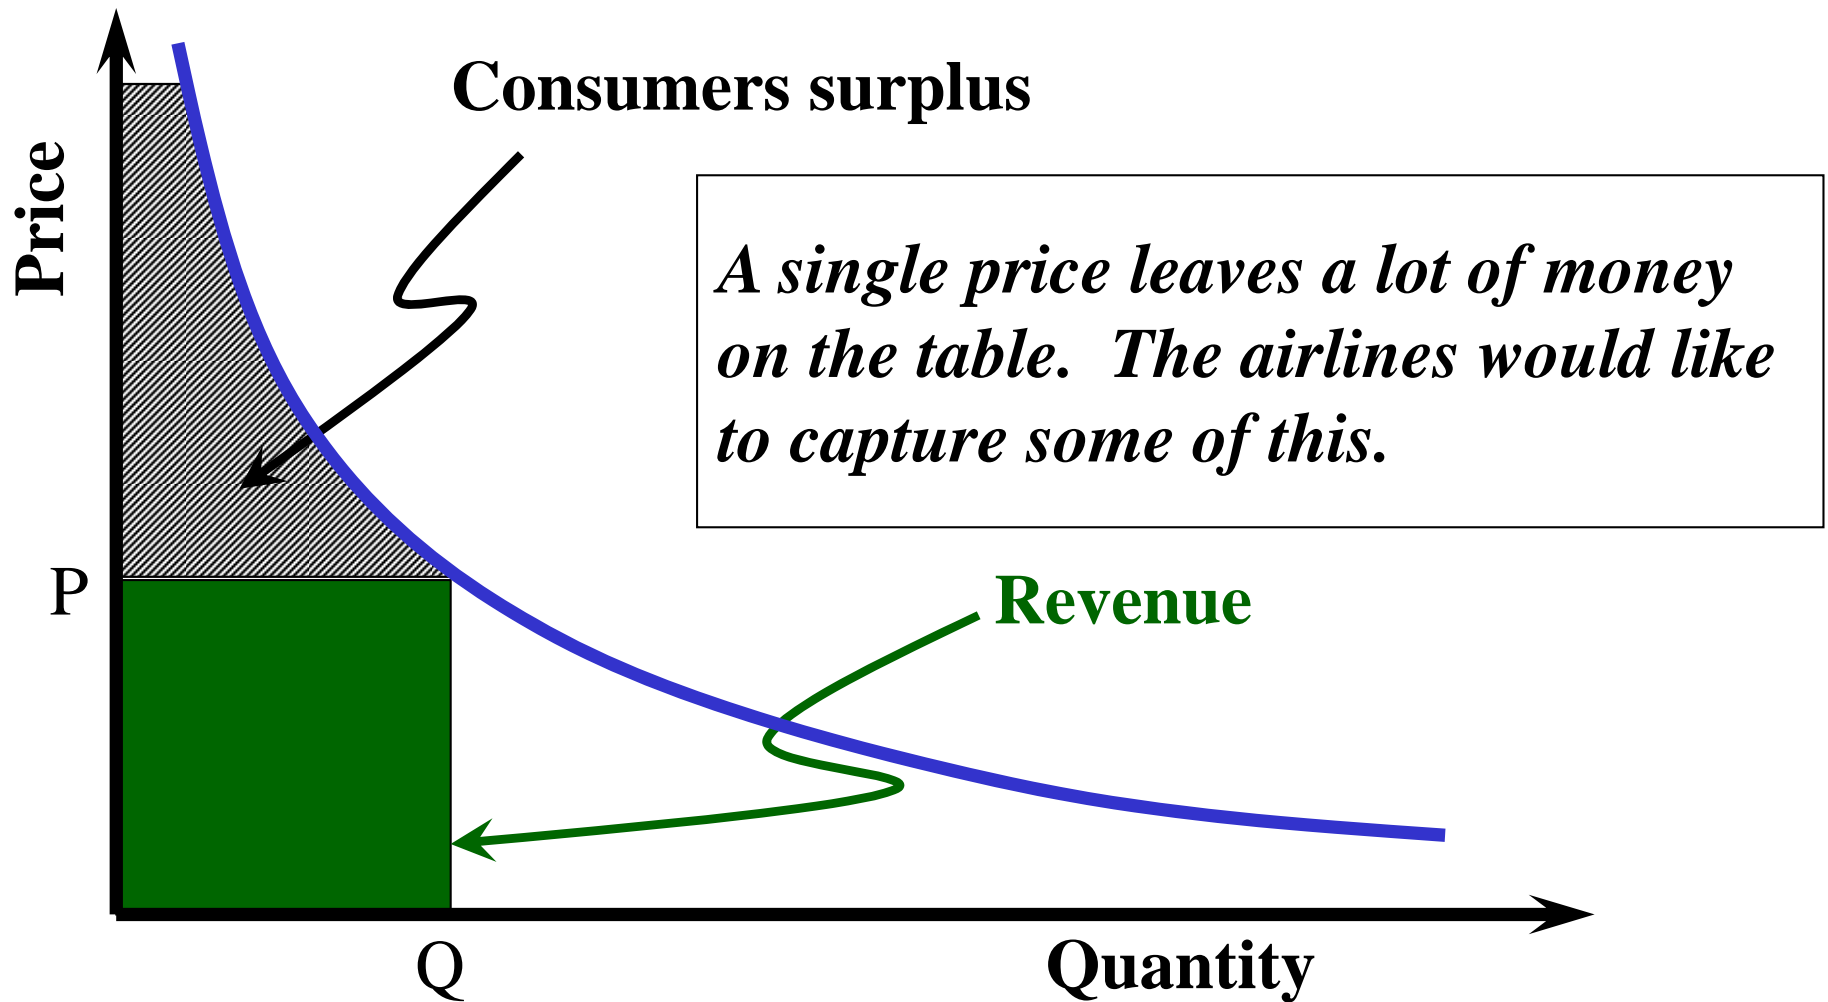 Consumers surplus
Price
A single price leaves a lot of money
on the table.  The airlines would like
to capture some of this.
P
Revenue
Q
Quantity